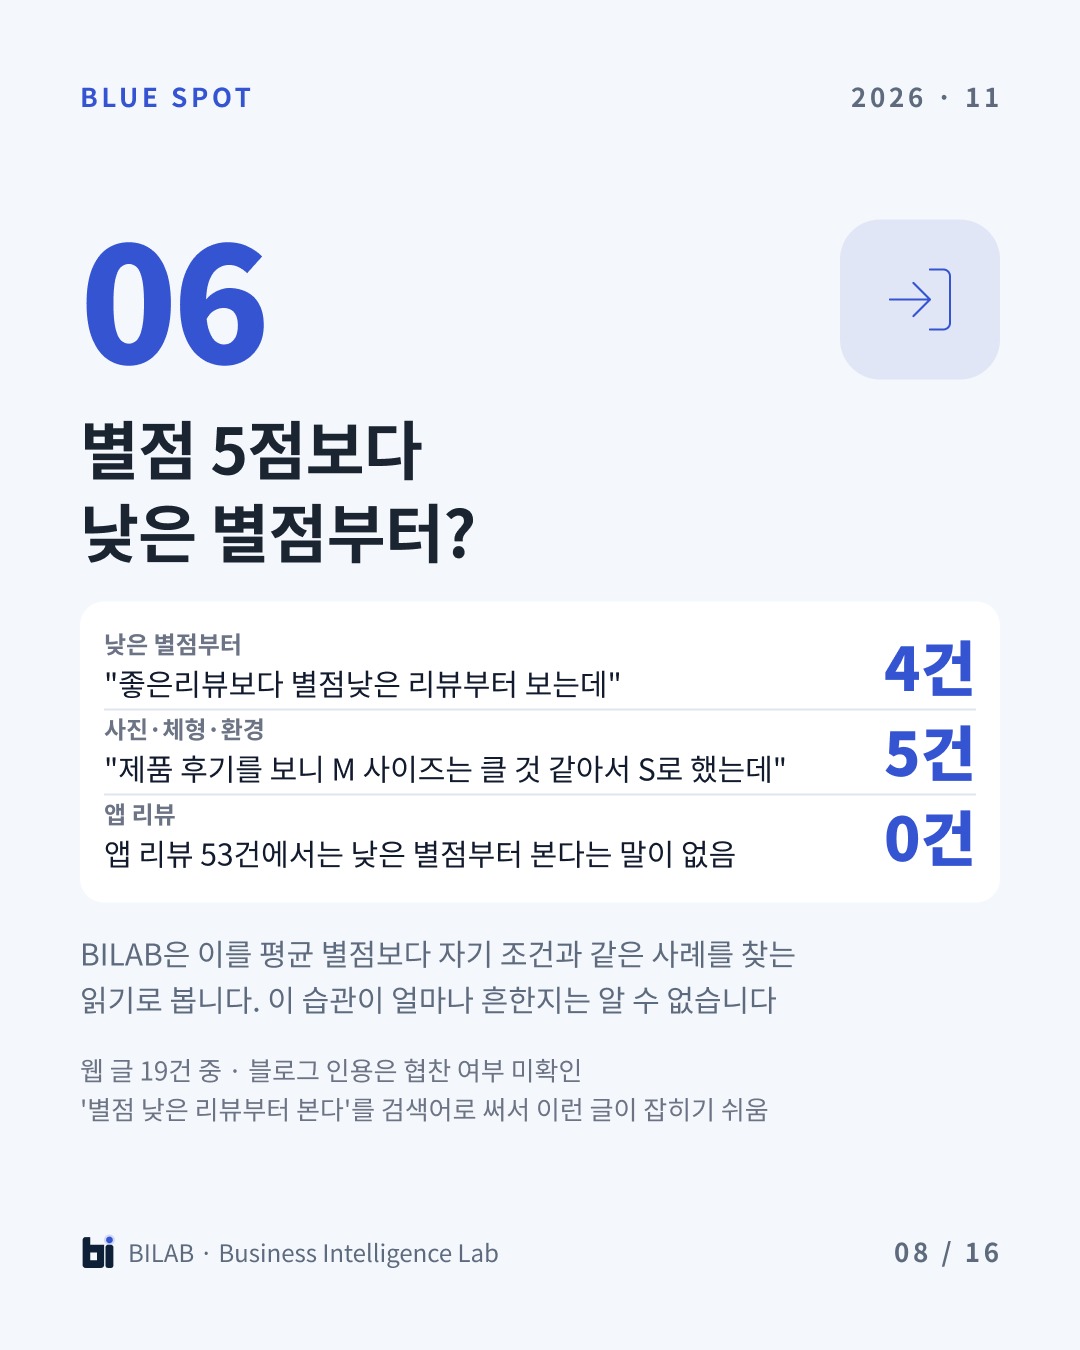 BLUE SPOT
2026 · 11
06
별점 5점보다
낮은 별점부터?
낮은 별점부터
"좋은리뷰보다 별점낮은 리뷰부터 보는데"
4건
사진·체형·환경
"제품 후기를 보니 M 사이즈는 클 것 같아서 S로 했는데"
5건
앱 리뷰
앱 리뷰 53건에서는 낮은 별점부터 본다는 말이 없음
0건
BILAB은 이를 평균 별점보다 자기 조건과 같은 사례를 찾는
읽기로 봅니다. 이 습관이 얼마나 흔한지는 알 수 없습니다
웹 글 19건 중 · 블로그 인용은 협찬 여부 미확인
'별점 낮은 리뷰부터 본다'를 검색어로 써서 이런 글이 잡히기 쉬움
bi BILAB · Business Intelligence Lab
08 / 16